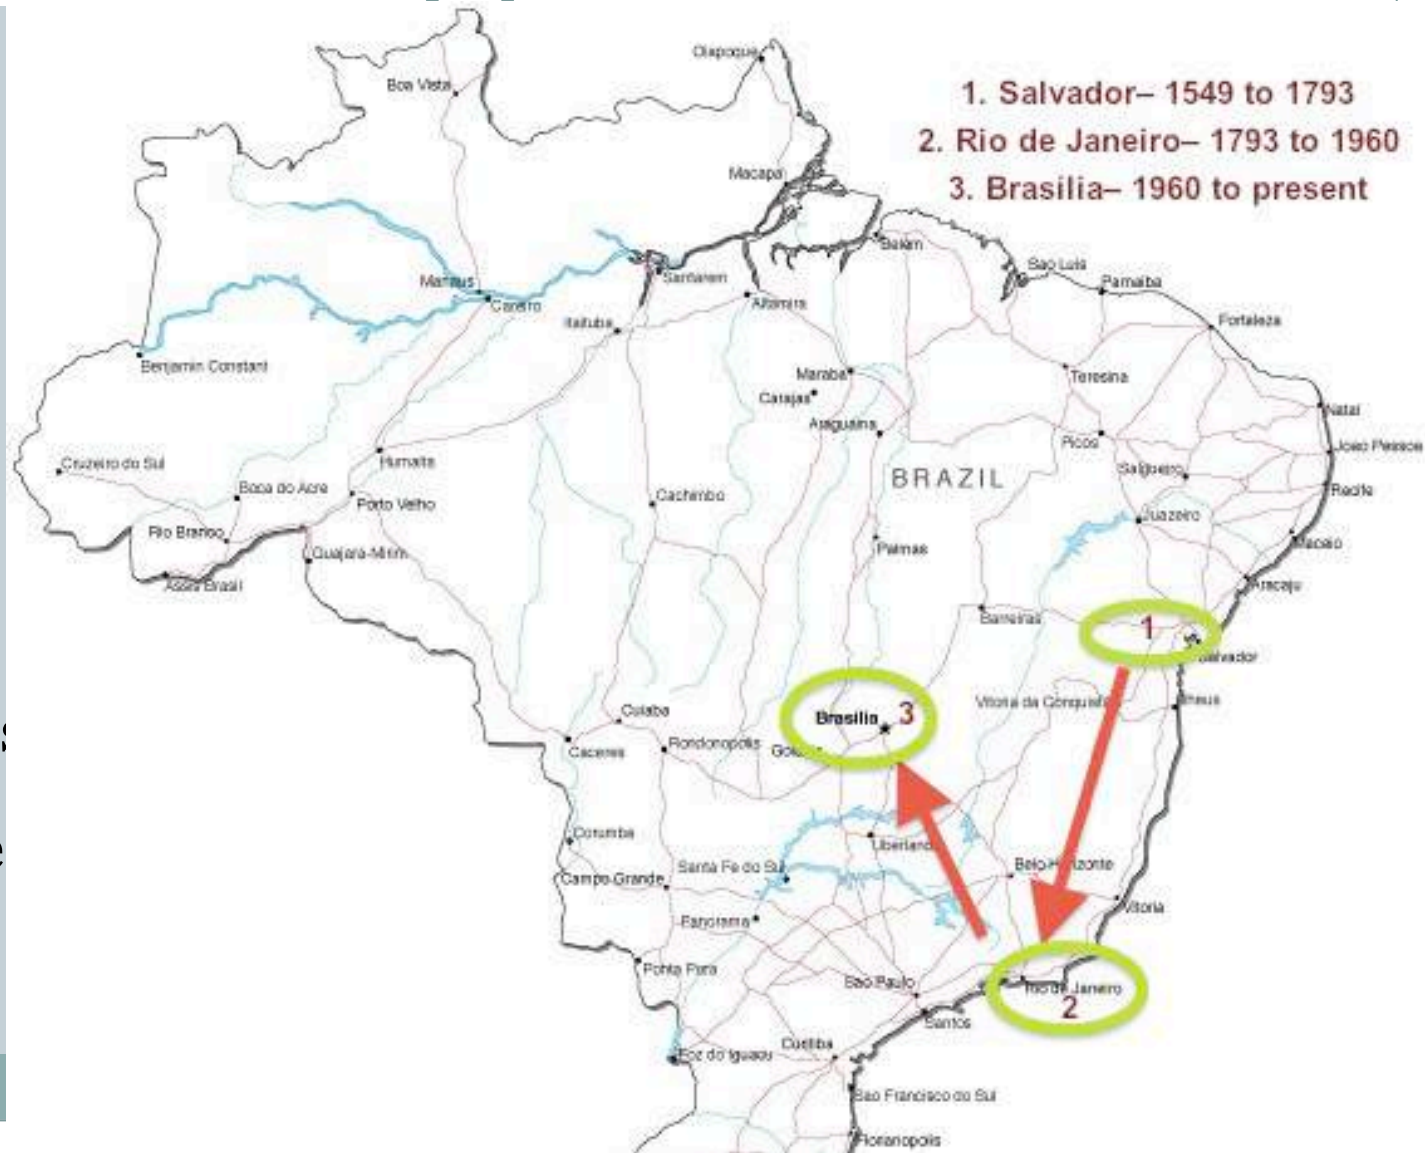 1. Salvador– 1549 to 1793
2. Rio de Janeiro– 1793 to 1960
3. Brasilia– 1960 to present
Oiapoque
Boa Vista
Macapa
Belem
Sao Luis
Parnaiba
Manaus
Careiro
Santarem
Altamira
Itaituba
Fortaleza
Benjamin Constant
Maraba
Teresina
Carajas
Natal
Araguaina
Picos
Joao Pessoa
Cruzeiro do Sul
Humaita
BRAZIL
Salgueiro
Boca do Acre
Porto Velho
Cachimbo
Recife
Juazeiro
Rio Branco
Guajara-Mirim
Palmas
Maceio
Assis Brasil
Aracaju
Barreiras
1
Salvador
Vitoria da Conquista
Ilheus
Cuiaba
Brasilia
3
Caceres
Rondonopolis
Corumba
Uberlandia
Belo Horizonte
Campo Grande
Santa Fe do Sul
Vitoria
Panorama
Ponta Pora
Sao Paulo
Rio de Janeiro
2
Santos
Foz do Iguacu
Curitiba
Sao Francisco do Sul
Florianopolis